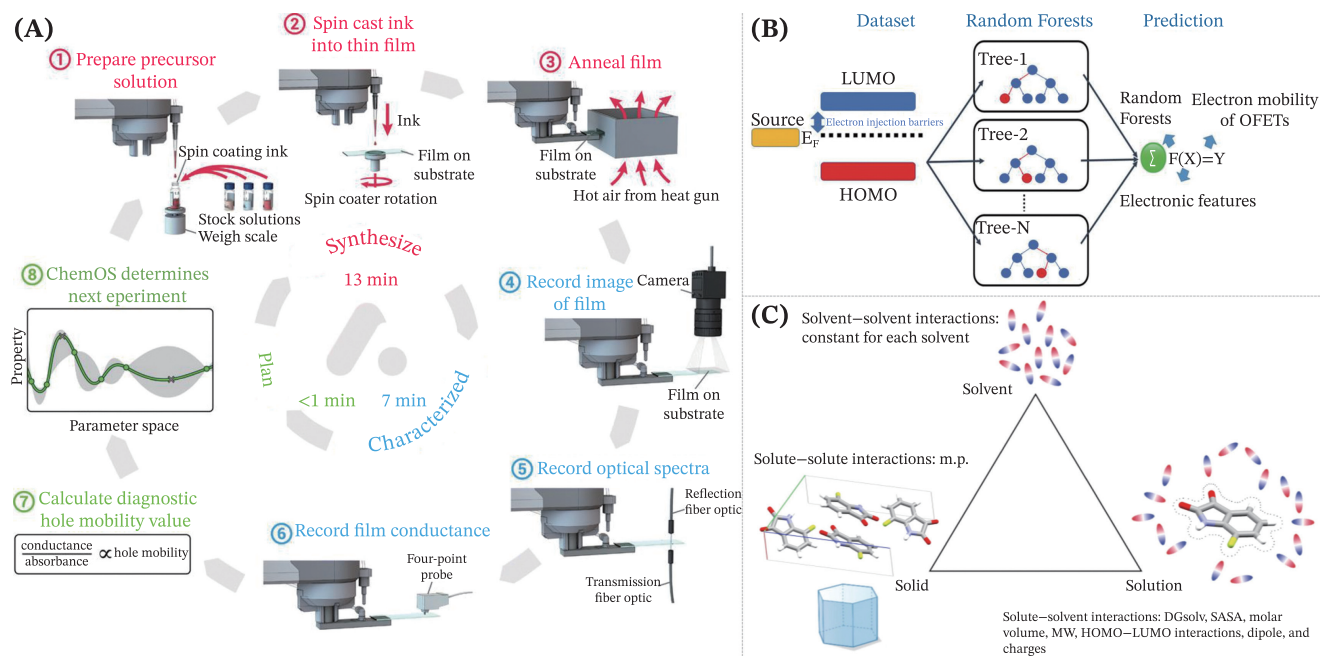 (A)
① Prepare precursor
solution
Spin coating ink
Stock solutions
Weigh scale
② Spin cast ink
into thin film
Ink
Film on
substrate
Spin coater rotation
③ Anneal film
Film on
substrate
Hot air from heat gun
④ Record image
of film
Camera
Film on
substrate
⑤ Record optical spectra
Reflection
fiber optic
Transmission
fiber optic
⑥ Record film conductance
Four-point
probe
⑦ Calculate diagnostic
hole mobility value
conductance
absorbance
∝ hole mobility
⑧ ChemOS determines
next eperiment
Property
Parameter space
Synthesize
13 min
Plan
<1 min
7 min
Characterized
(B)
Dataset
Random Forests
Prediction
LUMO
Source
EF
Electron injection barriers
HOMO
Tree-1
Tree-2
Tree-N
Random
Forests
Electron mobility
of OFETs
Σ F(X)=Y
Electronic features
(C)
Solvent−solvent interactions:
constant for each solvent
Solvent
Solute−solute interactions: m.p.
Solid
Solution
Solute−solvent interactions: DGsolv, SASA, molar
volume, MW, HOMO−LUMO interactions, dipole, and
charges